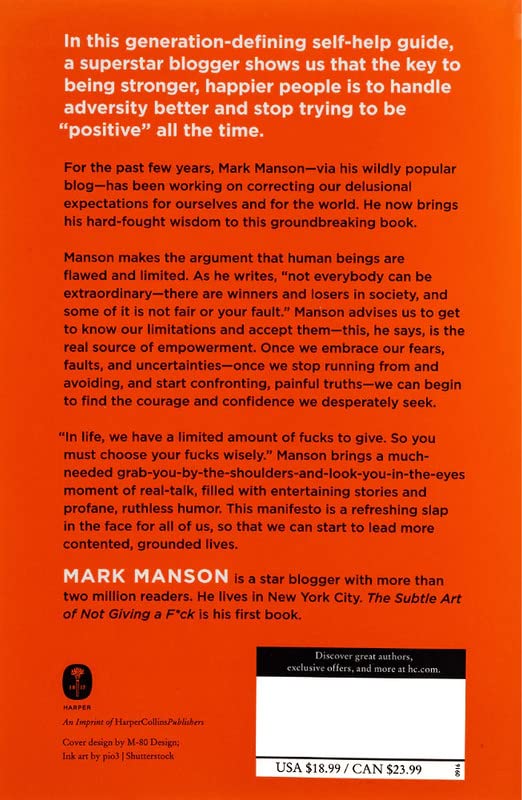 In this generation-defining self-help guide,
a superstar blogger shows us that the key to
being stronger, happier people is to handle
adversity better and stop trying to be
“positive” all the time.
For the past few years, Mark Manson—via his wildly popular
blog—has been working on correcting our delusional
expectations for ourselves and for the world. He now brings
his hard-fought wisdom to this groundbreaking book.
Manson makes the argument that human beings are
flawed and limited. As he writes, “not everybody can be
extraordinary—there are winners and losers in society, and
some of it is not fair or your fault.” Manson advises us to get
to know our limitations and accept them—this, he says, is the
real source of empowerment. Once we embrace our fears,
faults, and uncertainties—once we stop running from and
avoiding, and start confronting, painful truths—we can begin
to find the courage and confidence we desperately seek.
“In life, we have a limited amount of fucks to give. So you
must choose your fucks wisely.” Manson brings a much-
needed grab-you-by-the-shoulders-and-look-you-in-the-eyes
moment of real-talk, filled with entertaining stories and
profane, ruthless humor. This manifesto is a refreshing slap
in the face for all of us, so that we can start to lead more
contented, grounded lives.
MARK MANSON is a star blogger with more than
two million readers. He lives in New York City. The Subtle Art
of Not Giving a F*ck is his first book.
18 17
HARPER
An Imprint of HarperCollinsPublishers
Cover design by M-80 Design;
Ink art by pio3 | Shutterstock
Discover great authors,
exclusive offers, and more at hc.com.
USA $18.99 / CAN $23.99
0916